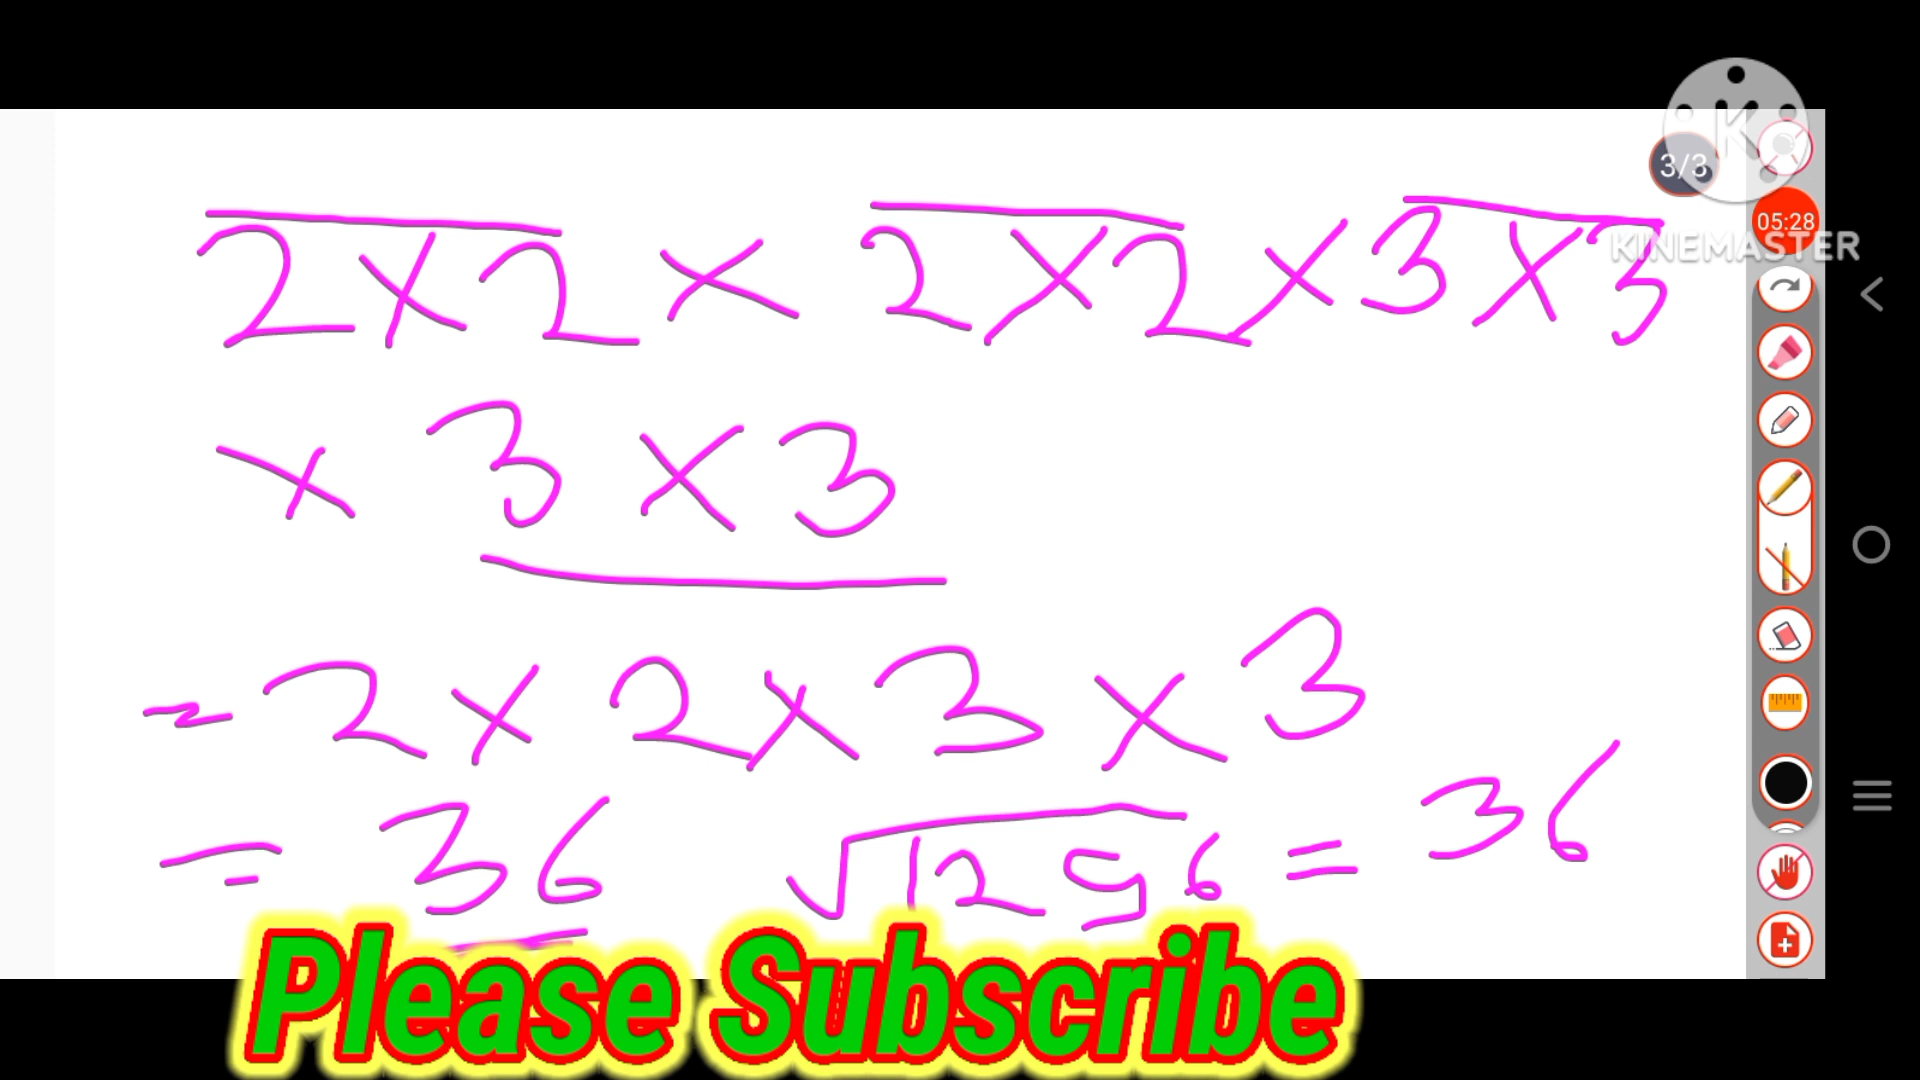 3/3
05:28
KINEMASTER
2×2 × 2×2×3×3
× 3×3
= 2×2×3×3
= 36 √1296 = 36
Please Subscribe